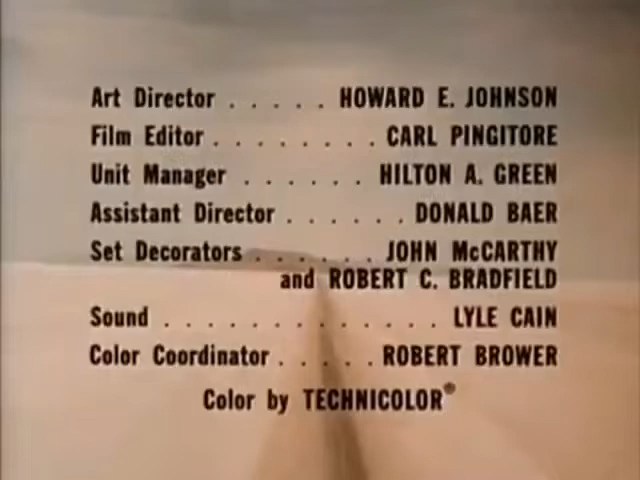 Art Director . . . . . HOWARD E. JOHNSON
Film Editor . . . . . . . . CARL PINGITORE
Unit Manager . . . . . . HILTON A. GREEN
Assistant Director . . . . . . DONALD BAER
Set Decorators . . . . . . JOHN McCARTHY
and ROBERT C. BRADFIELD
Sound . . . . . . . . . . . . . LYLE CAIN
Color Coordinator . . . . . ROBERT BROWER
Color by TECHNICOLOR®